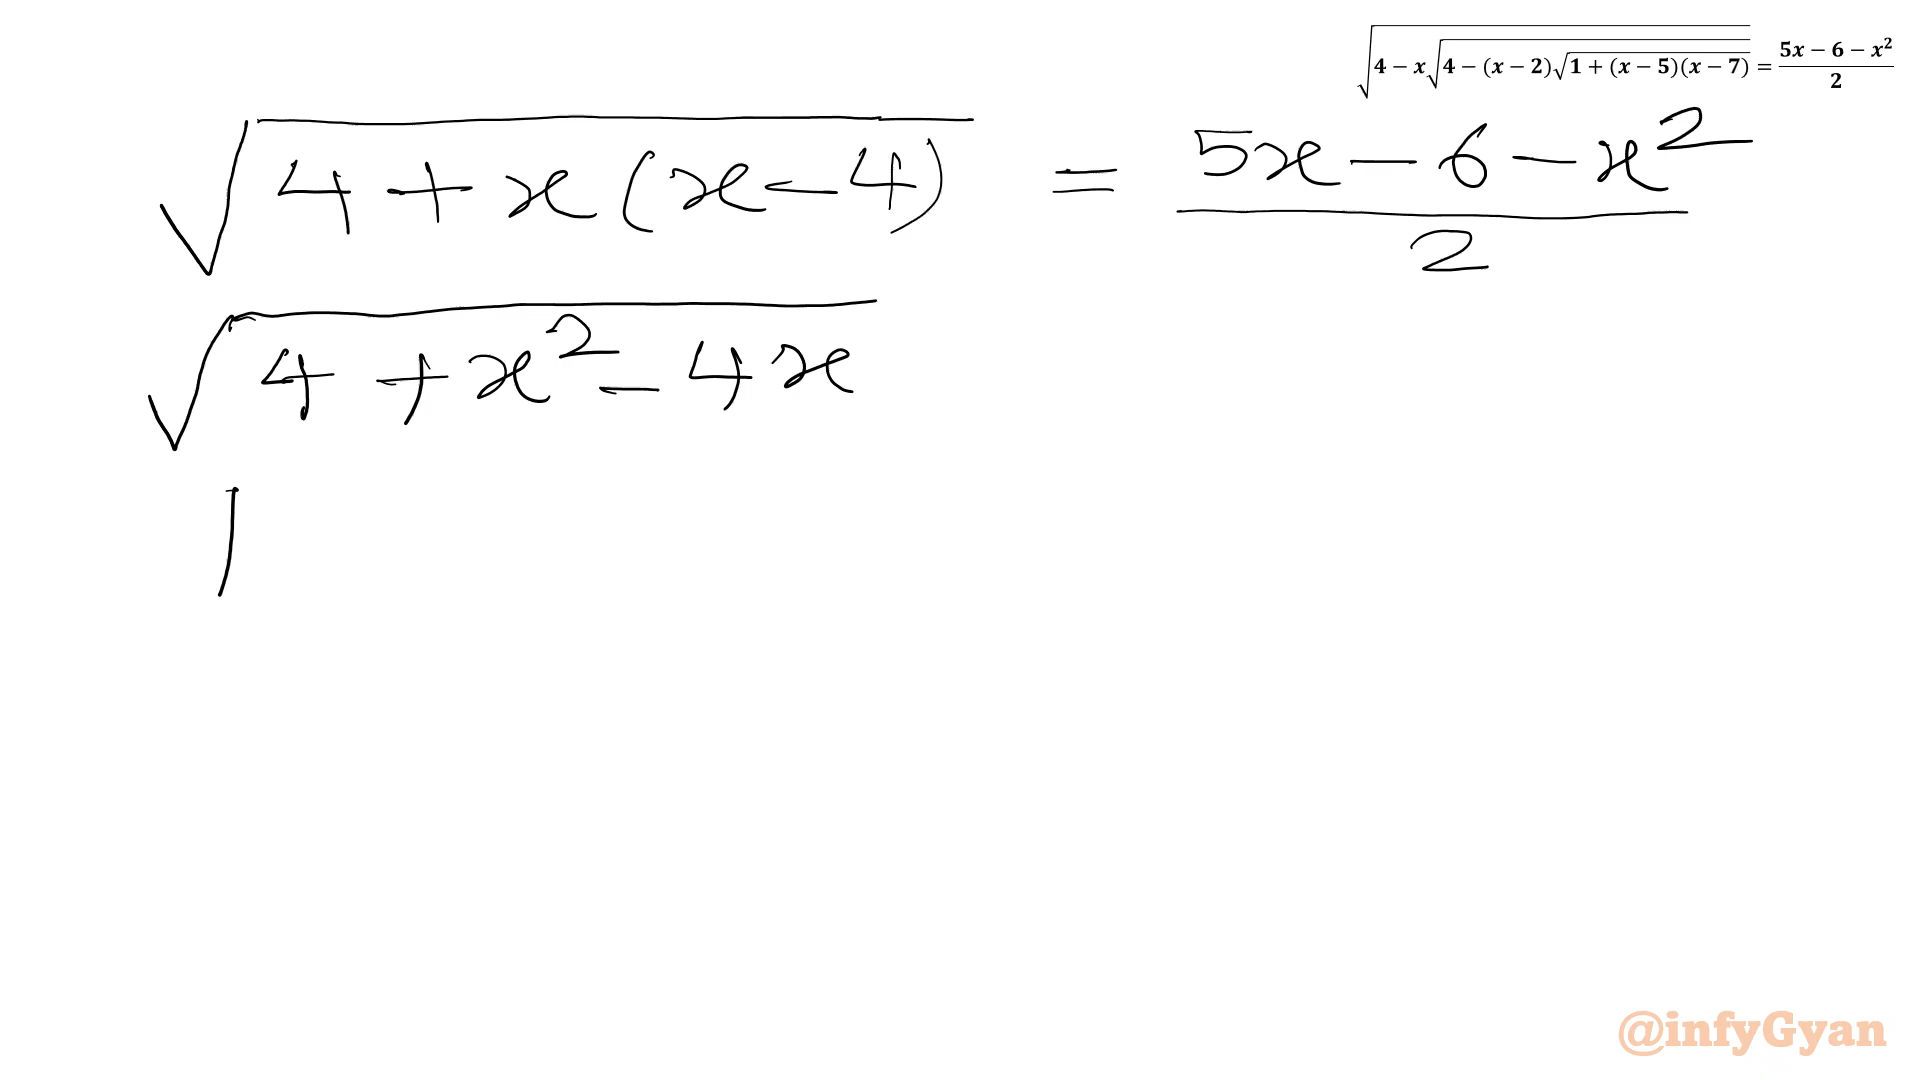 √(4 − x√(4 − (x − 2)√(1 + (x − 5)(x − 7)))) = (5x − 6 − x²)/2
√(4 + x(x − 4)) = (5x − 6 − x²)/2
√(4 + x² − 4x)
|
@infyGyan